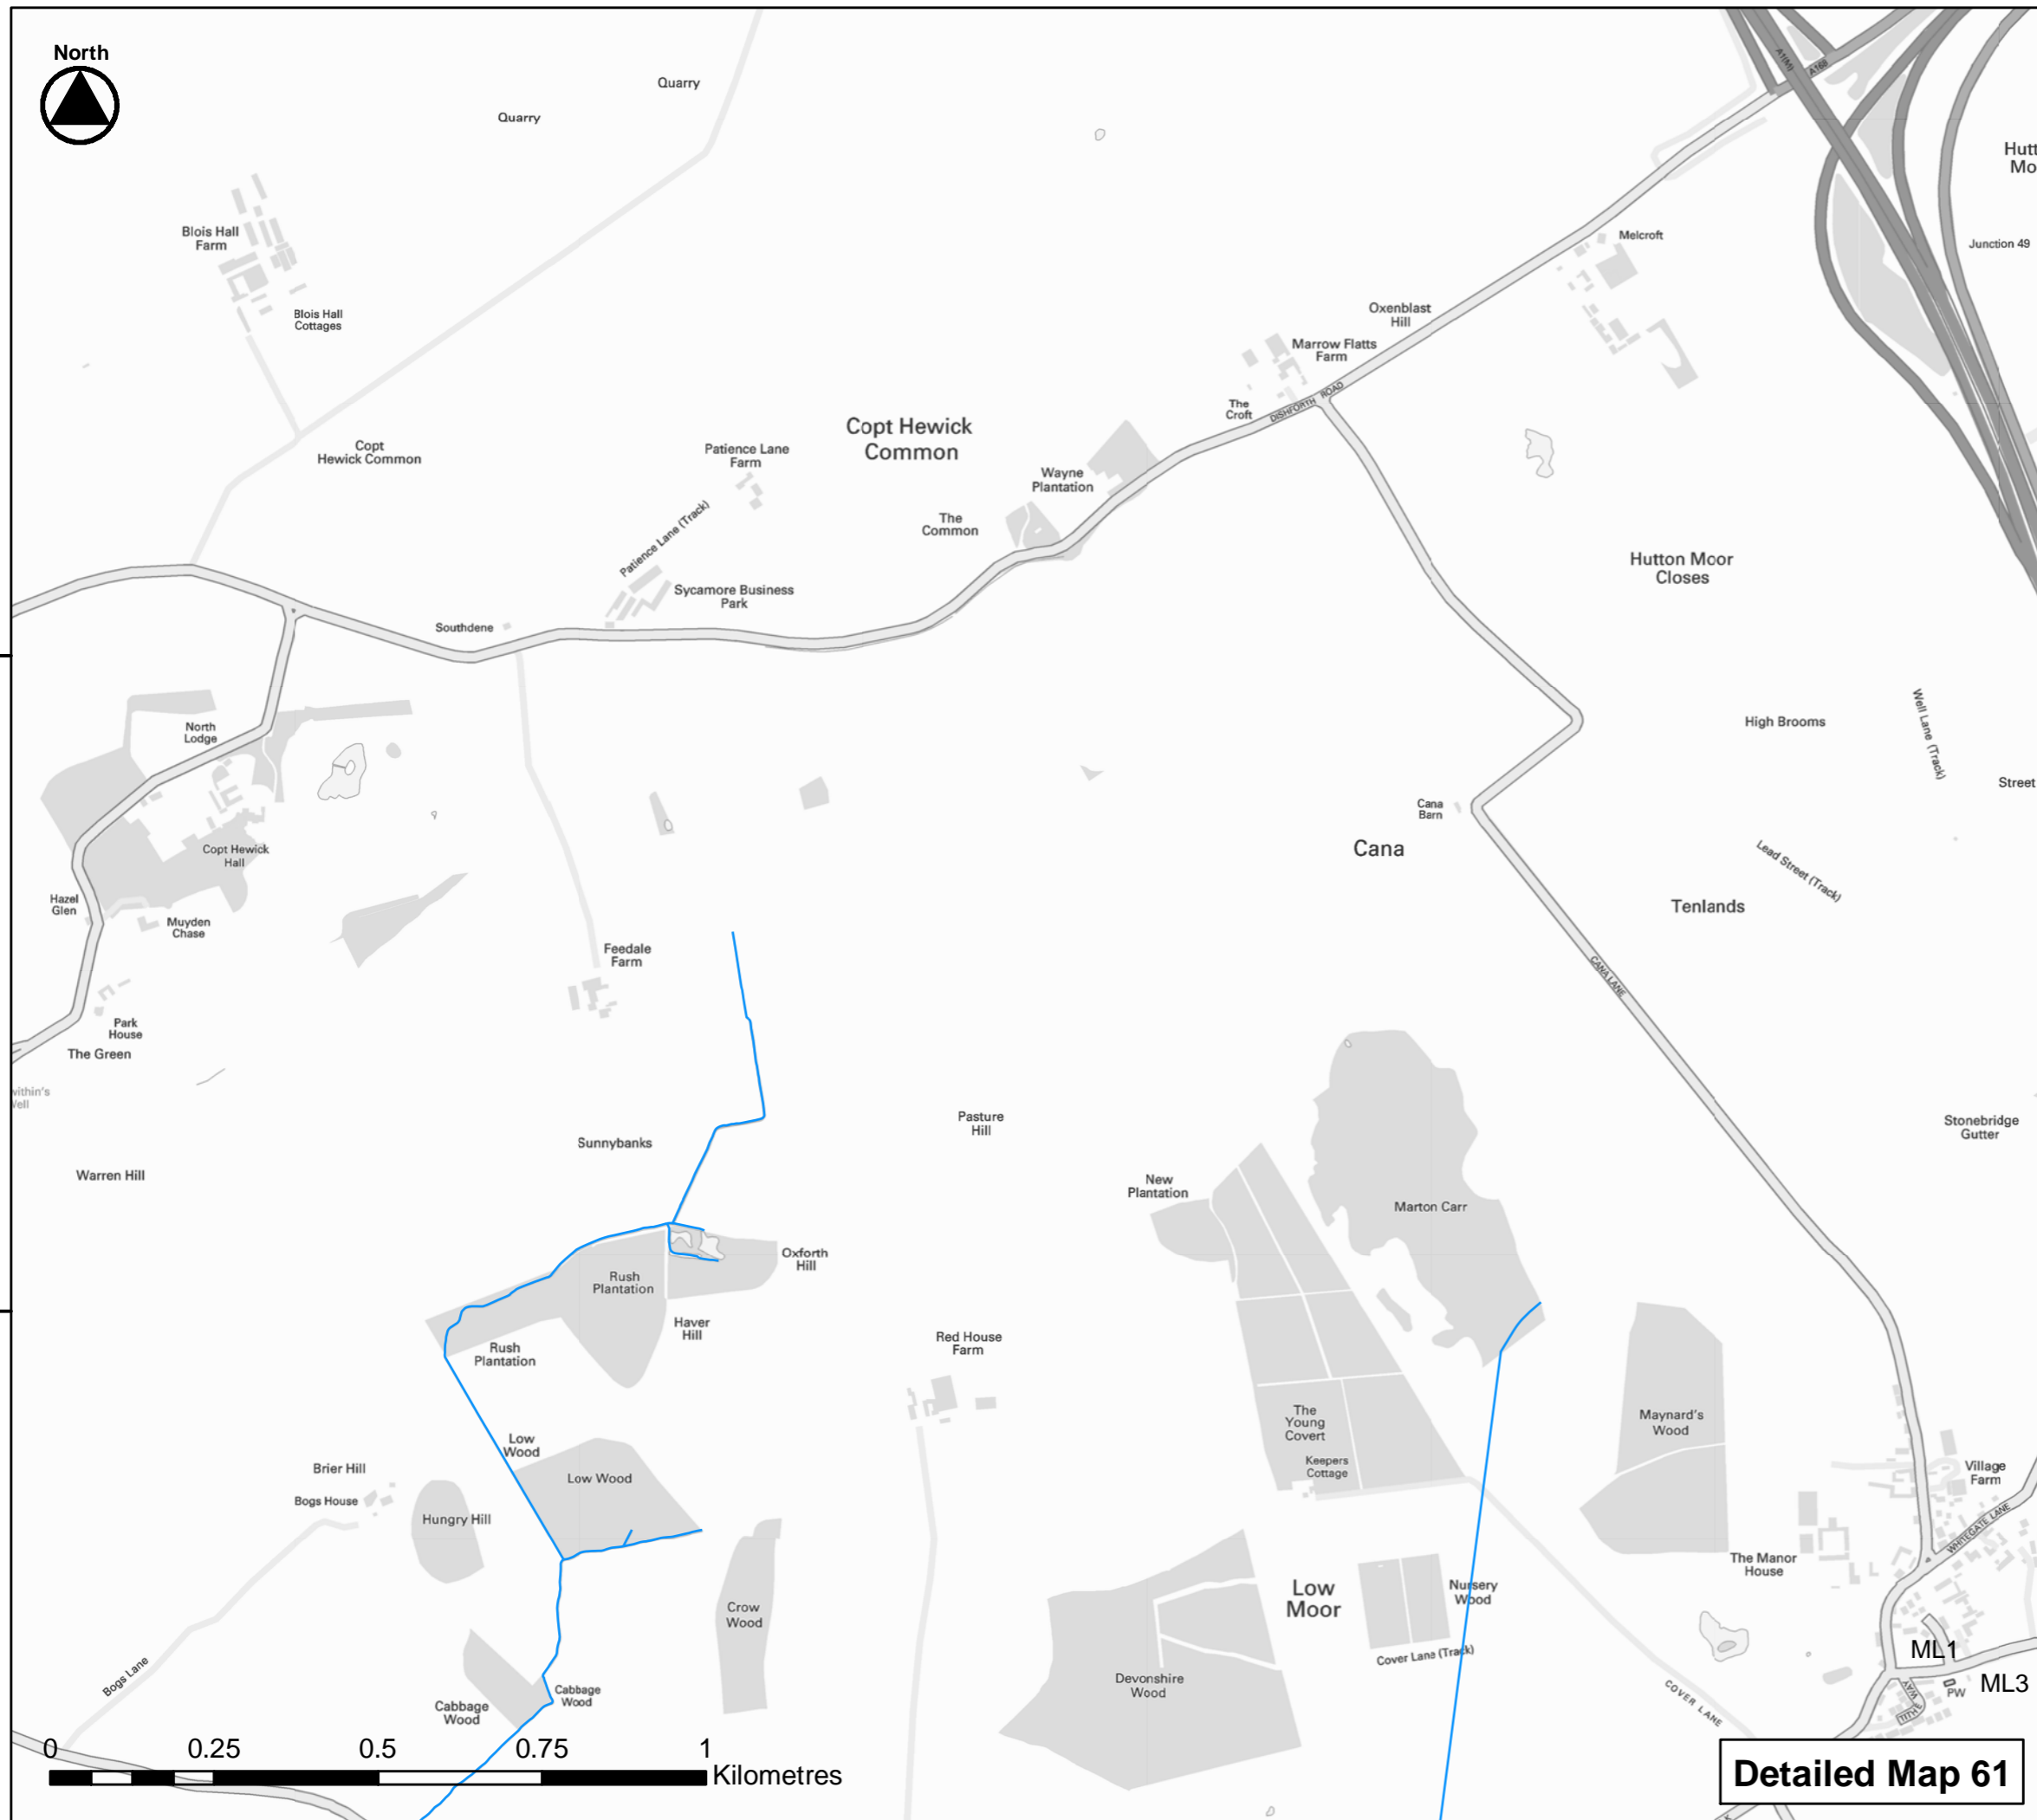 North
Quarry
Quarry
A1(M)
A168
Hutt
Mo
Junction 49
Blois Hall
Farm
Blois Hall
Cottages
Melcroft
Oxenblast
Hill
Marrow Flatts
Farm
The
Croft
DISHFORTH ROAD
Copt
Hewick Common
Copt Hewick
Common
Patience Lane
Farm
Patience Lane (Track)
Wayne
Plantation
The
Common
Sycamore Business
Park
Southdene
Hutton Moor
Closes
North
Lodge
High Brooms
Well Lane (Track)
Street
Cana
Barn
Cana
Lead Street (Track)
Tenlands
Copt Hewick
Hall
Hazel
Glen
Muyden
Chase
Feedale
Farm
CANA LANE
Park
House
The Green
Pasture
Hill
Stonebridge
Gutter
Sunnybanks
Warren Hill
New
Plantation
Marton Carr
Oxforth
Hill
Rush
Plantation
Haver
Hill
Rush
Plantation
Red House
Farm
The
Young
Covert
Keepers
Cottage
Maynard's
Wood
Low
Wood
Low Wood
Brier Hill
Bogs House
Hungry Hill
Village
Farm
WHITEGATE LANE
The Manor
House
Low
Moor
Nursery
Wood
Crow
Wood
Cover Lane (Track)
Devonshire
Wood
Bogs Lane
Cabbage
Wood
Cabbage
Wood
COVER LANE
ML1
ML3
PW
TITHE WAY
0 0.25 0.5 0.75 1
Kilometres
Detailed Map 61